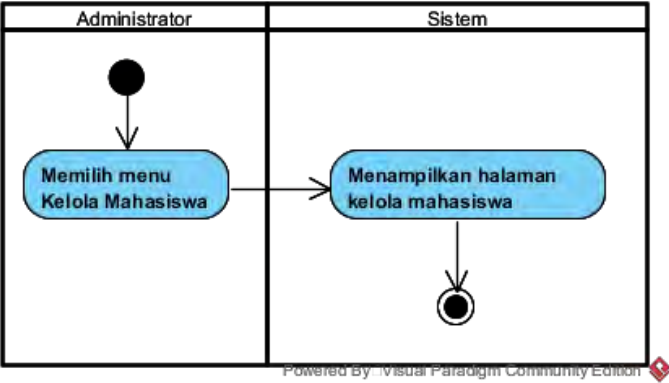 Administrator
Sistem
Memilih menu
Kelola Mahasiswa
Menampilkan halaman
kelola mahasiswa
Powered By Visual Paradigm Community Edition